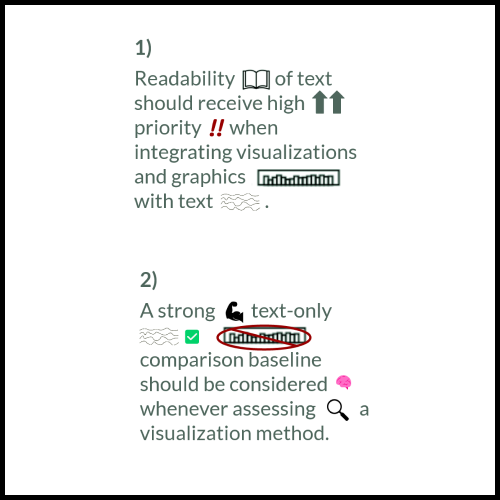 1)
Readability of text
should receive high
priority ‼ when
integrating visualizations
and graphics
with text .
2)
A strong text-only
comparison baseline
should be considered
whenever assessing a
visualization method.